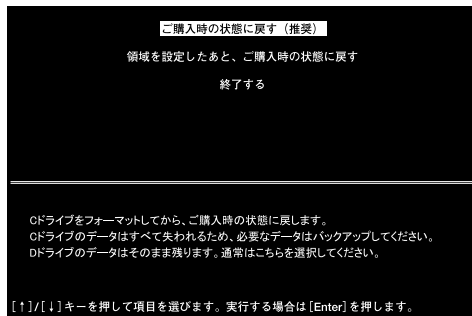 ご購入時の状態に戻す（推奨）
領域を設定したあと、ご購入時の状態に戻す
終了する
Cドライブをフォーマットしてから、ご購入時の状態に戻します。
Cドライブのデータはすべて失われるため、必要なデータはバックアップしてください。
Dドライブのデータはそのまま残ります。通常はこちらを選択してください。
[↑]/[↓]キーを押して項目を選びます。実行する場合は[Enter]を押します。